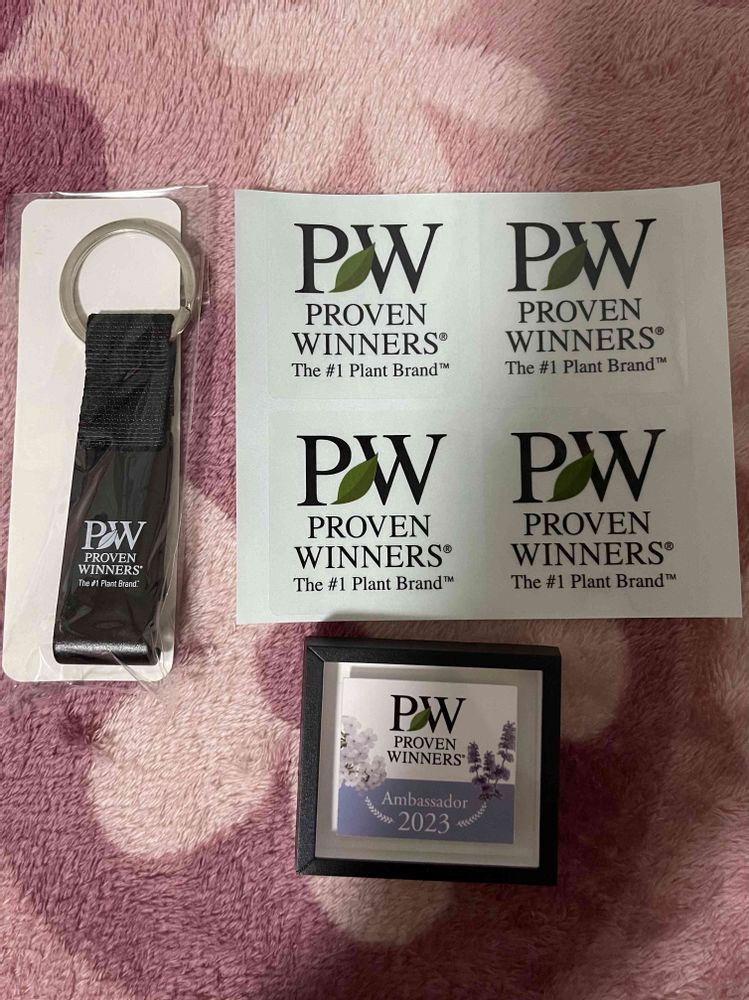 PW
PROVEN
WINNERS®
The #1 Plant Brand™
PW
PROVEN
WINNERS®
The #1 Plant Brand™
PW
PROVEN
WINNERS®
The #1 Plant Brand™
PW
PROVEN
WINNERS®
The #1 Plant Brand™
PW
PROVEN
WINNERS®
The #1 Plant Brand™
PW
PROVEN
WINNERS®
Ambassador
2023